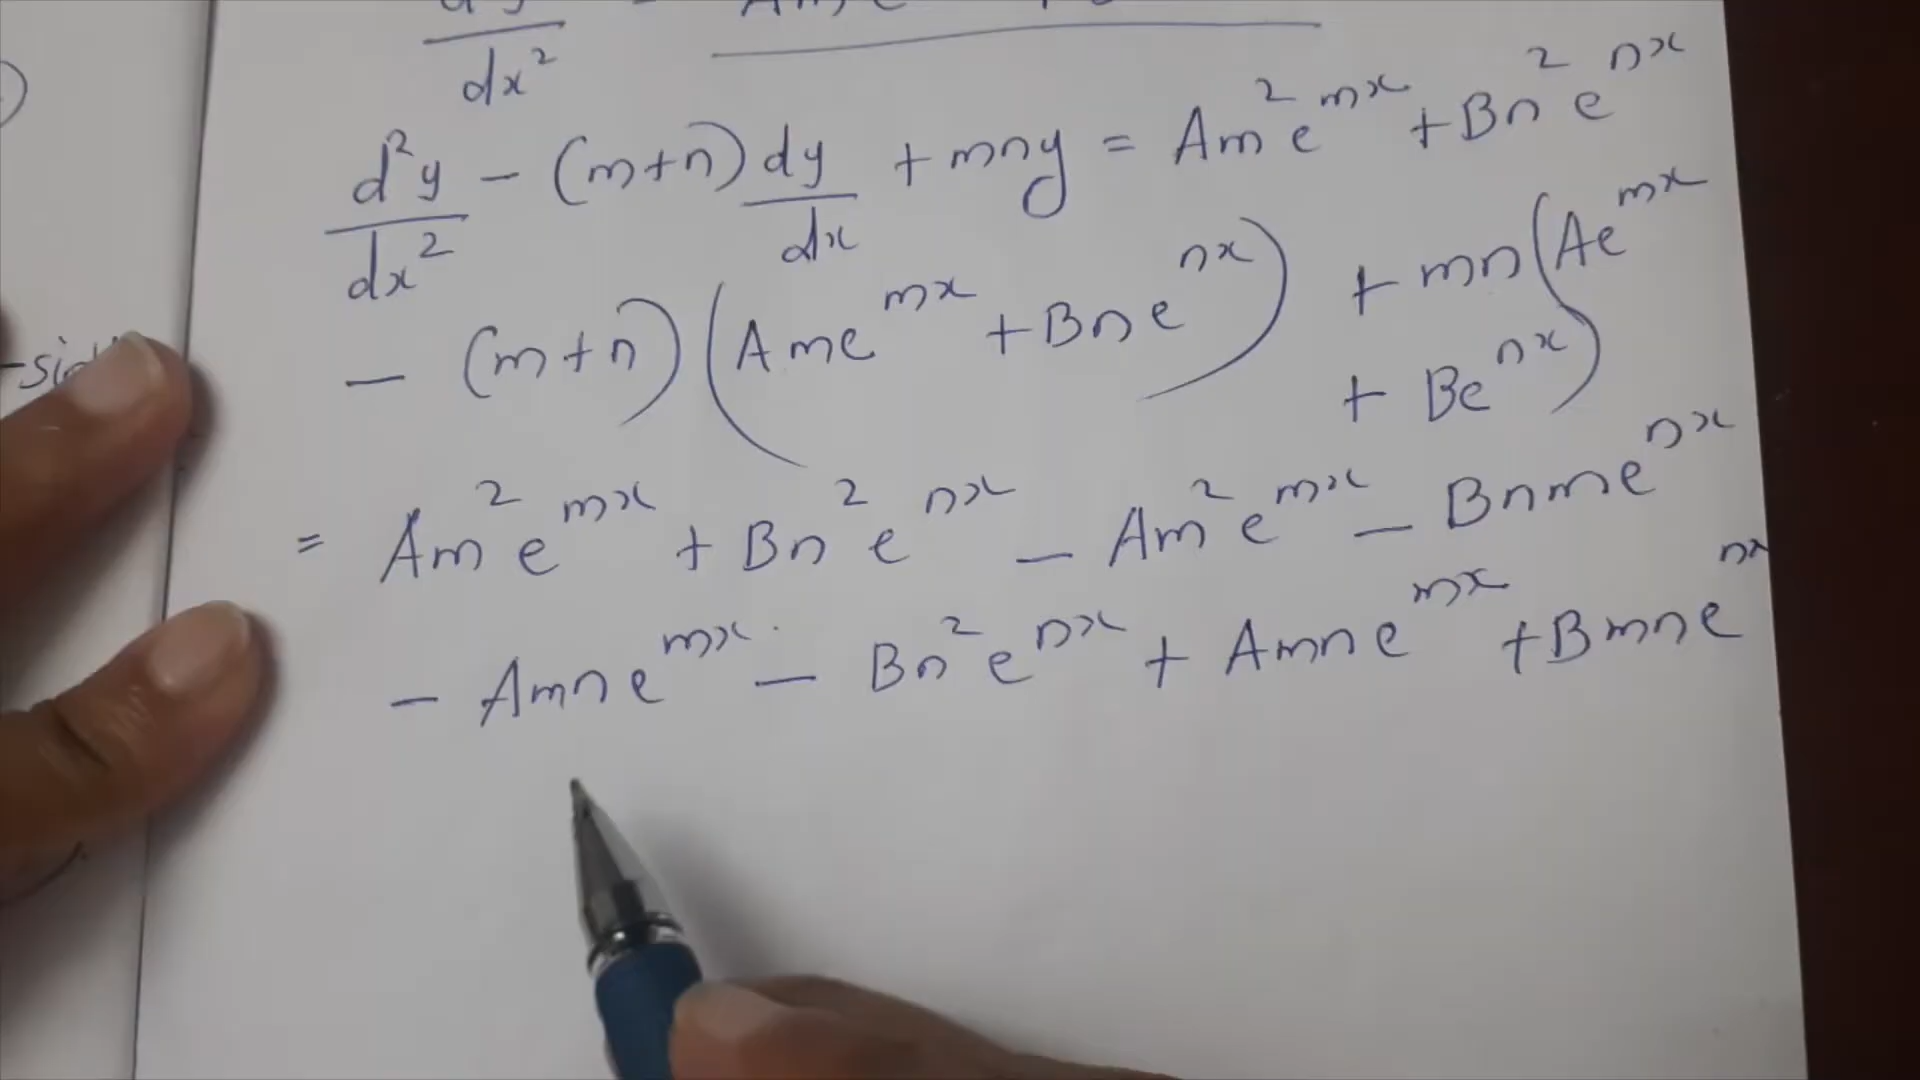 dx²
d²y/dx² - (m+n) dy/dx + mny = Am²e^mx + Bn²e^nx
- (m+n) (Ame^mx + Bne^nx) + mn(Ae^mx
+ Be^nx)
= Am²e^mx + Bn²e^nx - Am²e^mx - Bnme^nx
- Amne^mx - Bn²e^nx + Amne^mx + Bmne^nx